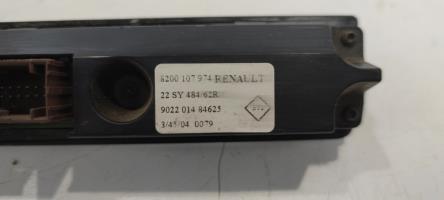 8200 107 974 RENAULT
22 SY 484/62R
9022 014 84625
3/45/04 0079